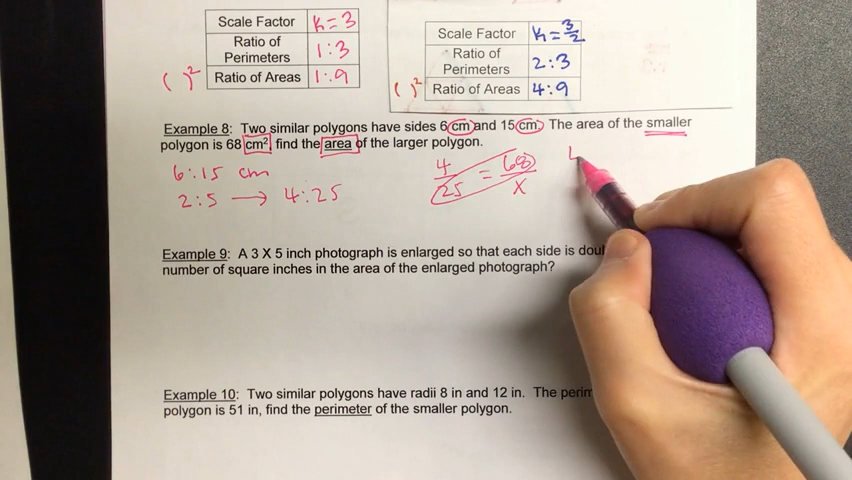 Scale Factor k = 3
Ratio of Perimeters 1:3
( )² Ratio of Areas 1:9
Scale Factor k = 3/2
Ratio of Perimeters 2:3
( )² Ratio of Areas 4:9
Example 8: Two similar polygons have sides 6 cm and 15 cm. The area of the smaller
polygon is 68 cm², find the area of the larger polygon.
6:15 cm
2:5 → 4:25
4/25 = 68/x
Example 9: A 3 X 5 inch photograph is enlarged so that each side is
number of square inches in the area of the enlarged photograph?
Example 10: Two similar polygons have radii 8 in and 12 in. The
polygon is 51 in, find the perimeter of the smaller polygon.